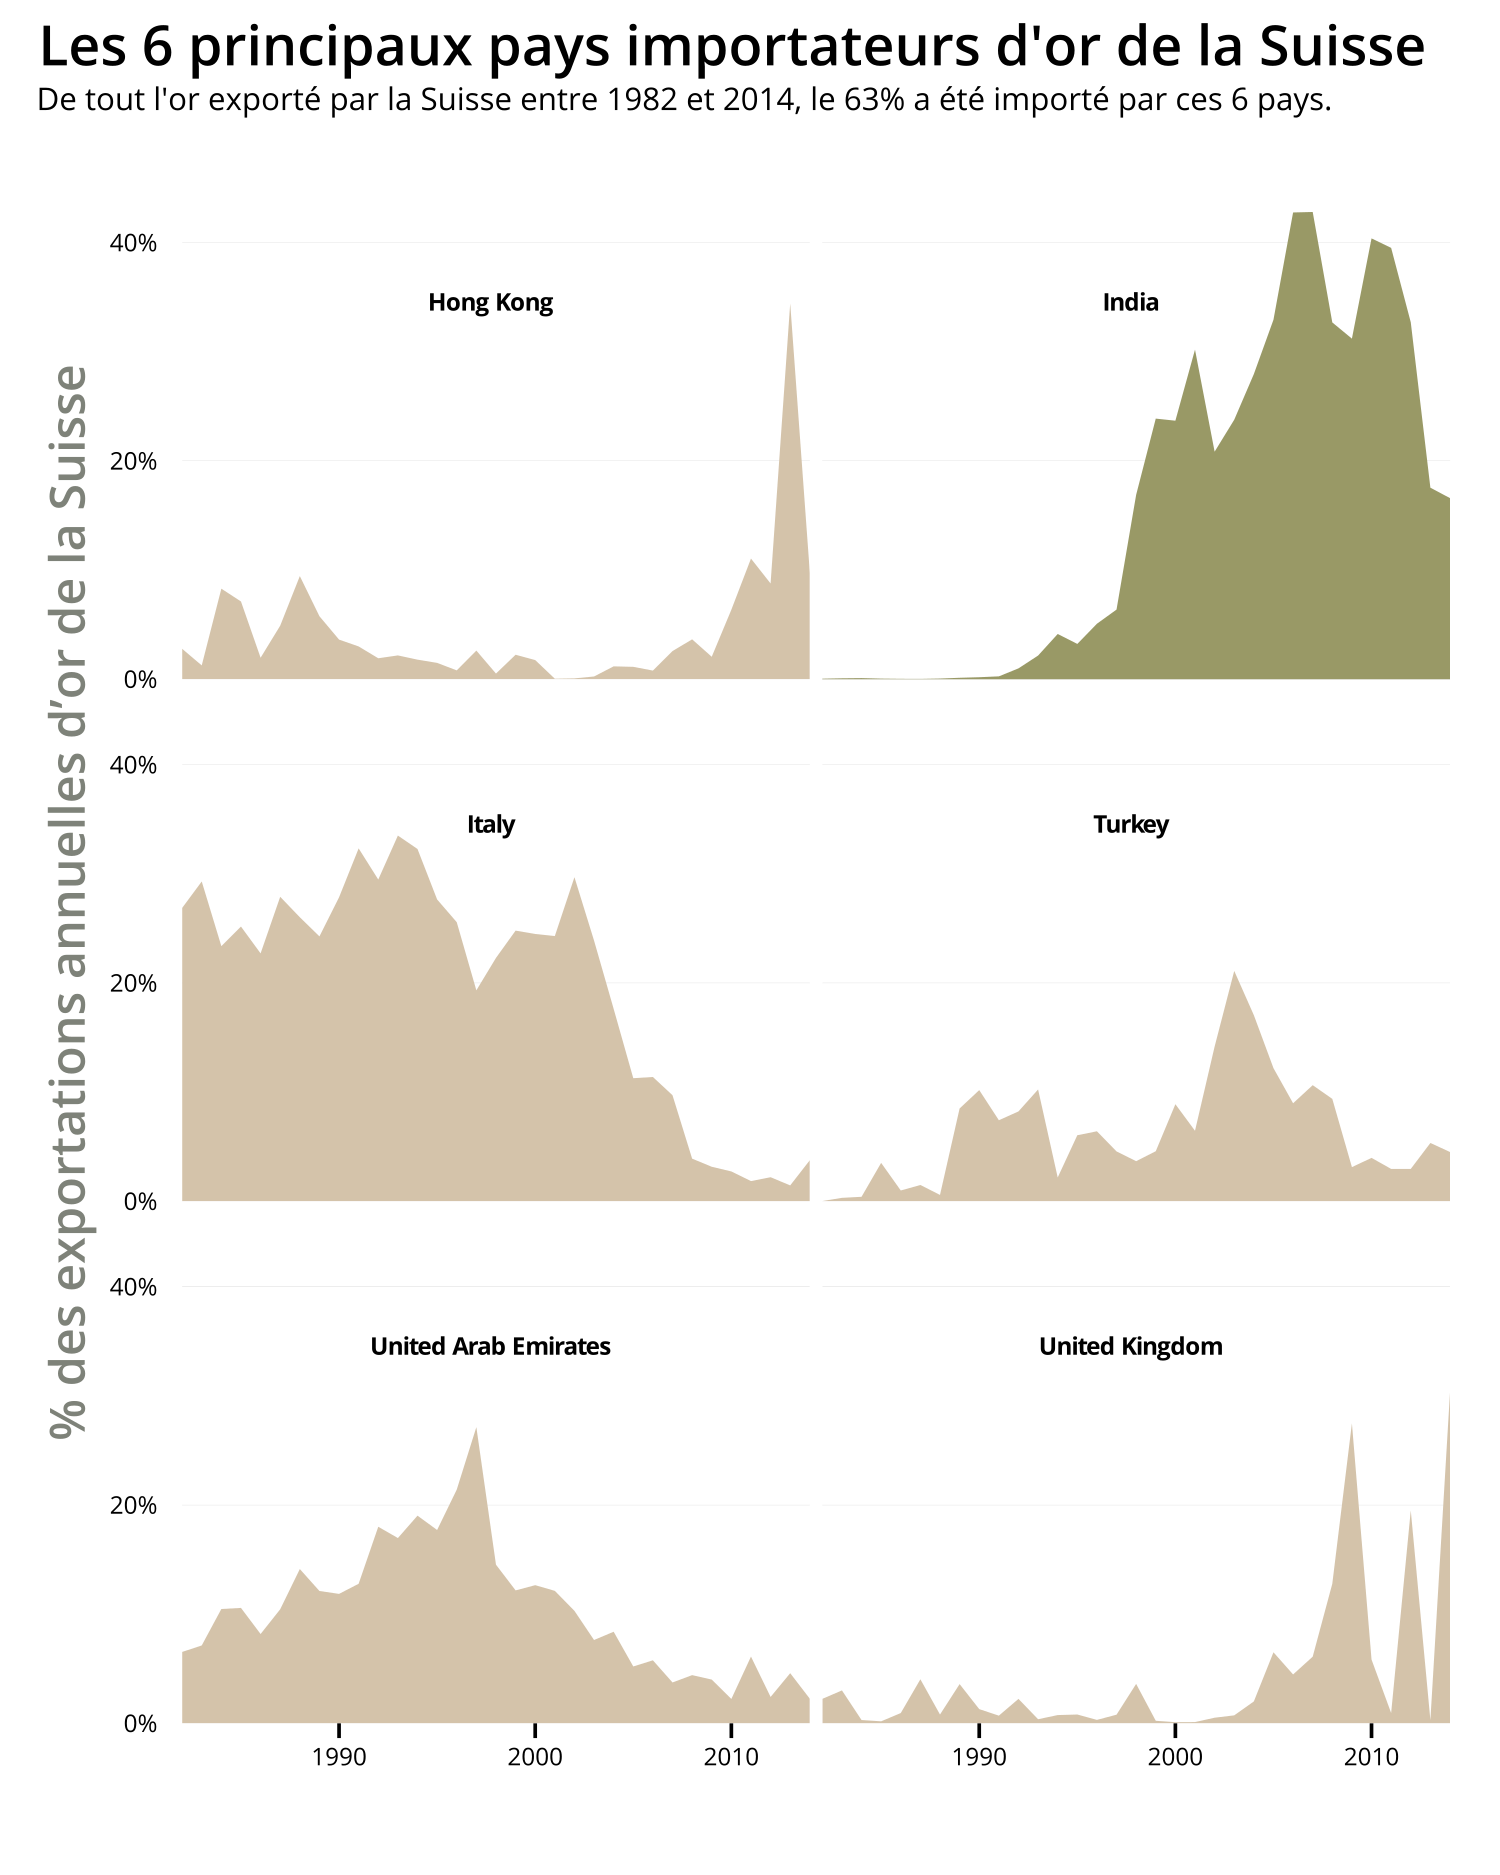 Les 6 principaux pays importateurs d'or de la Suisse
De tout l'or exporté par la Suisse entre 1982 et 2014, le 63% a été importé par ces 6 pays.
% des exportations annuelles d’or de la Suisse
40%
Hong Kong
India
20%
0%
40%
Italy
Turkey
20%
0%
40%
United Arab Emirates
United Kingdom
20%
0%
1990
2000
2010
1990
2000
2010